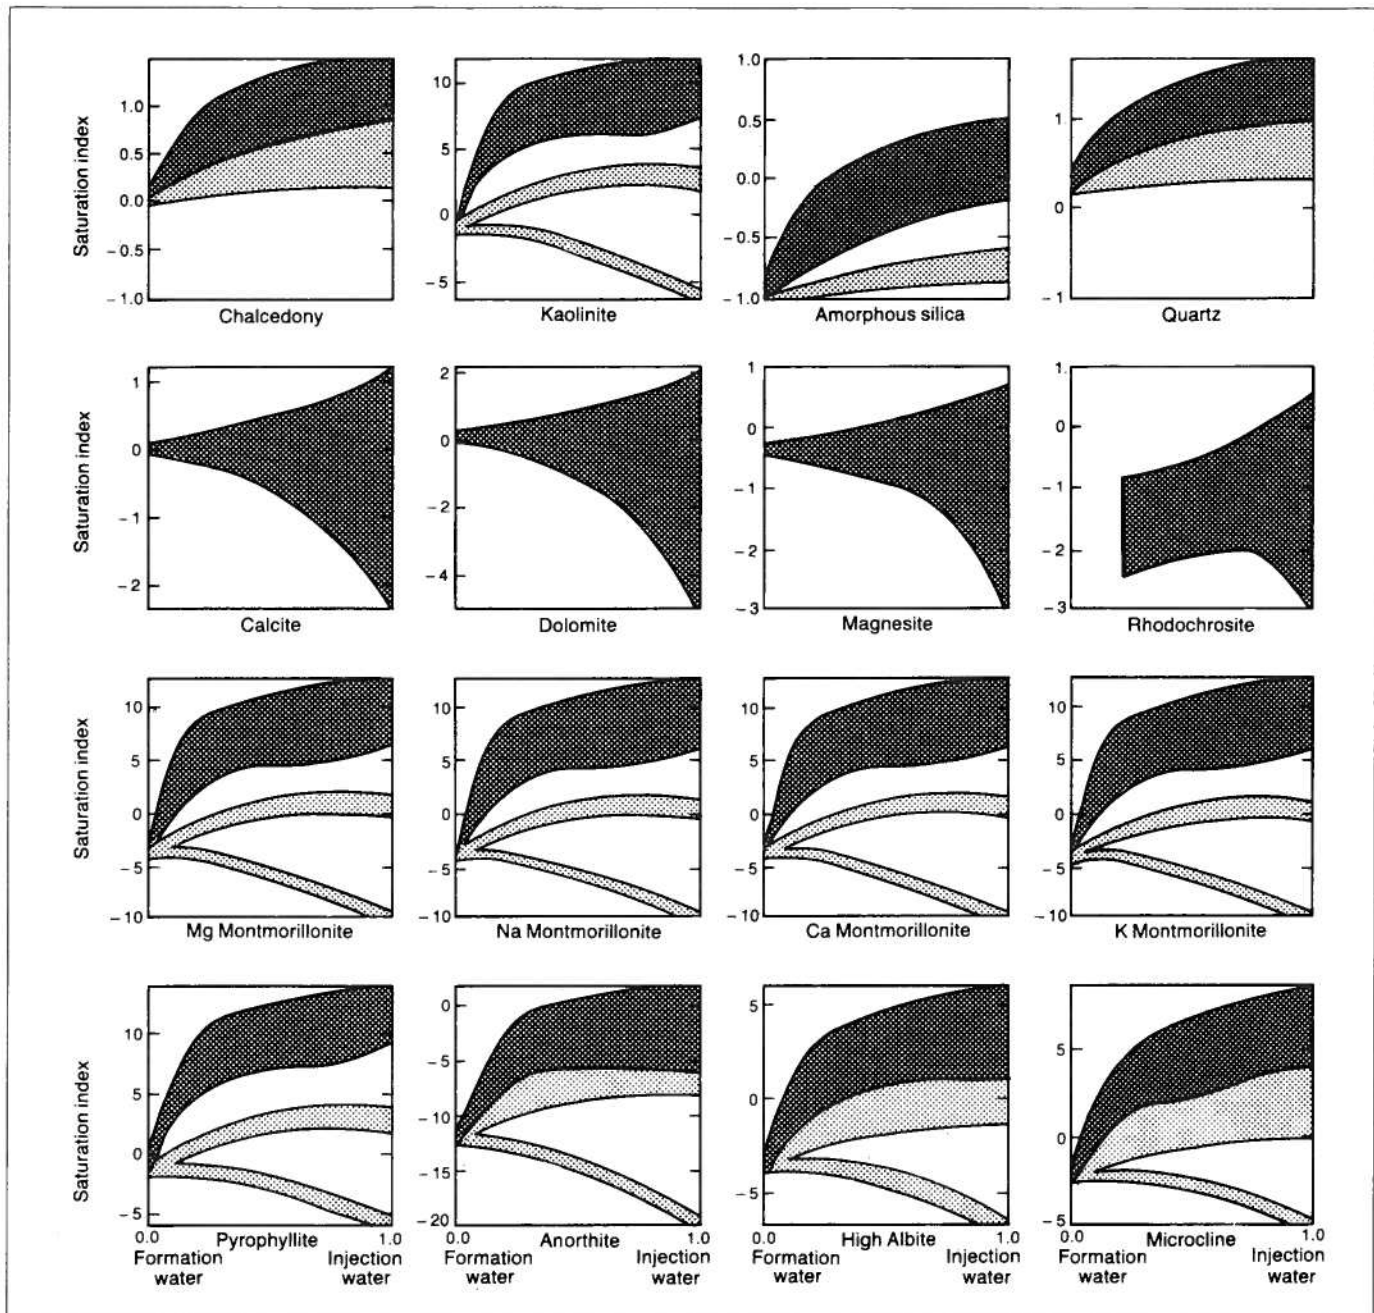 Saturation index
1.0
0.5
0.0
-0.5
-1.0
Chalcedony
10
5
0
-5
Kaolinite
1.0
0.5
0.0
-0.5
-1.0
Amorphous silica
1
0
-1
Quartz
Saturation index
1
0
-1
-2
Calcite
2
0
-2
-4
Dolomite
1
0
-1
-2
-3
Magnesite
1.
0
-1
-2
-3
Rhodochrosite
Saturation index
10
5
0
-5
-10
Mg Montmorillonite
10
5
0
-5
-10
Na Montmorillonite
10
5
0
-5
-10
Ca Montmorillonite
10
5
0
-5
-10
K Montmorillonite
Saturation index
10
5
0
-5
0.0
Pyrophyllite
1.0
Formation
water
Injection
water
0
-5
-10
-15
-20
0.0
Anorthite
1.0
Formation
water
Injection
water
5
0
-5
0.0
High Albite
1.0
Formation
water
Injection
water
5
0
-5
0.0
Microcline
1.0
Formation
water
Injection
water